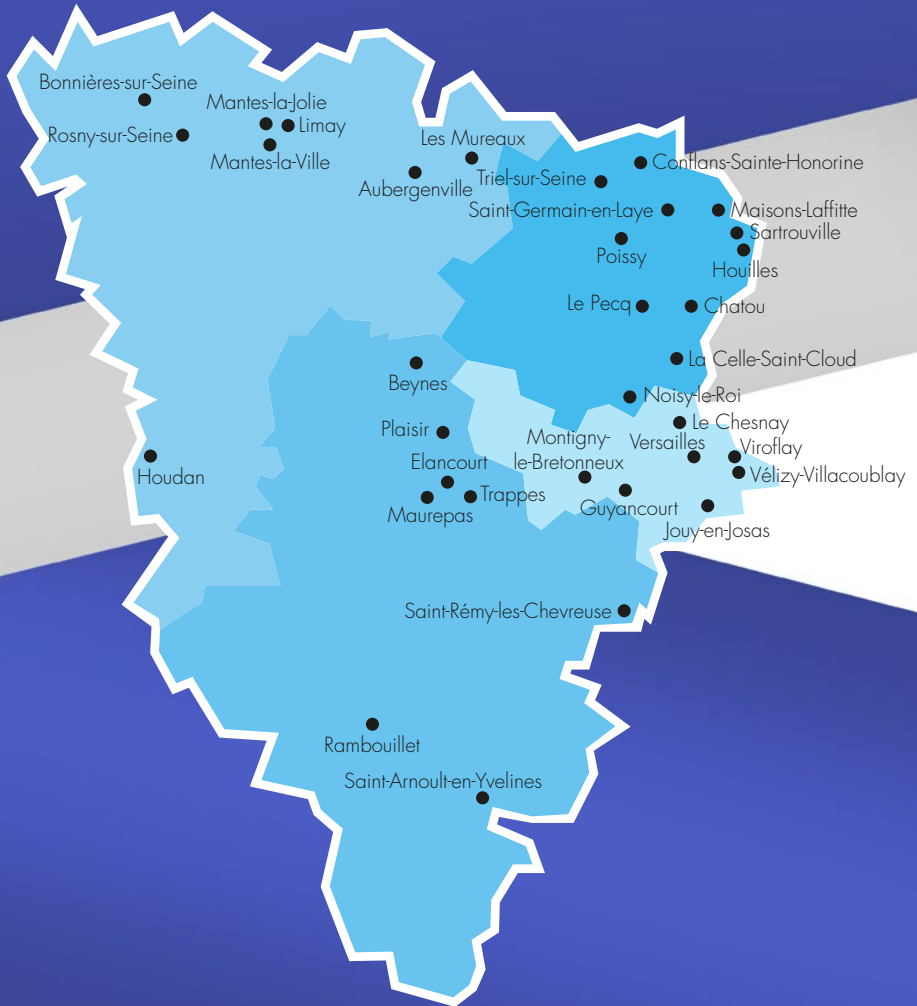 Bonnières-sur-Seine
Mantes-la-Jolie
Limay
Rosny-sur-Seine
Mantes-la-Ville
Les Mureaux
Aubergenville
Triel-sur-Seine
Conflans-Sainte-Honorine
Saint-Germain-en-Laye
Maisons-Laffitte
Sartrouville
Poissy
Houilles
Le Pecq
Chatou
La Celle-Saint-Cloud
Beynes
Noisy-le-Roi
Le Chesnay
Plaisir
Montigny-
le-Bretonneux
Versailles
Viroflay
Elancourt
Houdan
Vélizy-Villacoublay
Trappes
Maurepas
Guyancourt
Jouy-en-Josas
Saint-Rémy-les-Chevreuse
Rambouillet
Saint-Arnoult-en-Yvelines